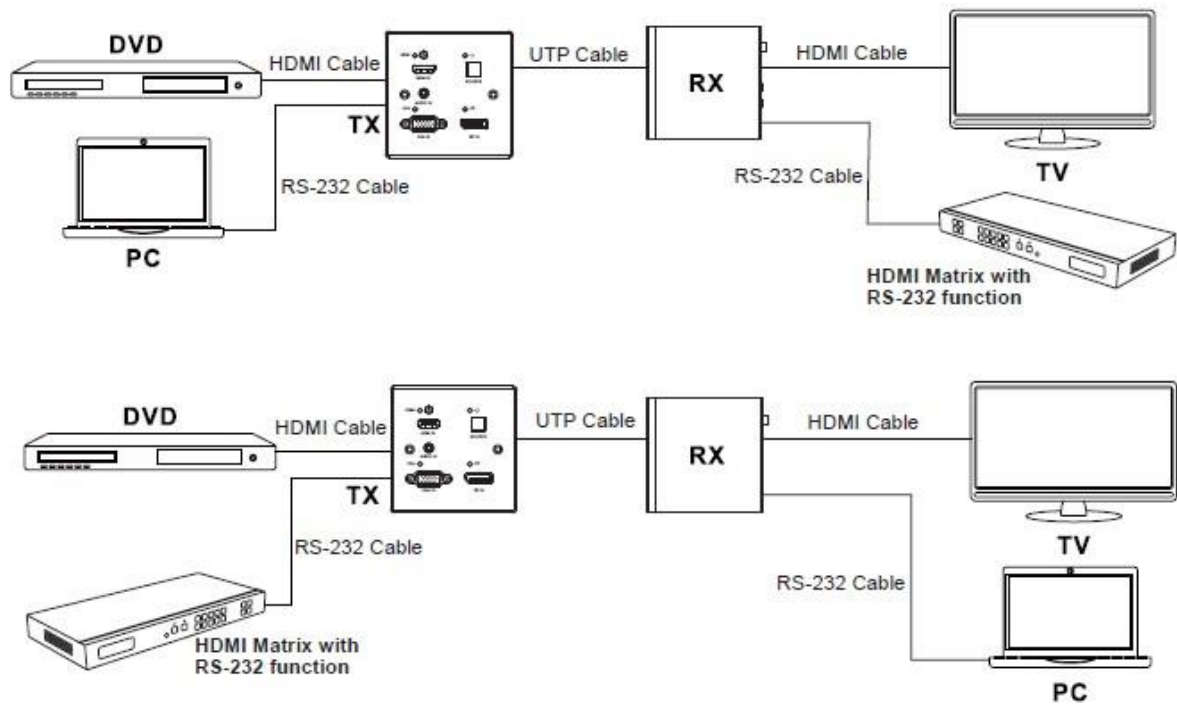 DVD
HDMI Cable
UTP Cable
RX
HDMI Cable
TX
RS-232 Cable
PC
RS-232 Cable
TV
HDMI Matrix with
RS-232 function
DVD
HDMI Cable
UTP Cable
RX
HDMI Cable
TX
RS-232 Cable
HDMI Matrix with
RS-232 function
TV
RS-232 Cable
PC